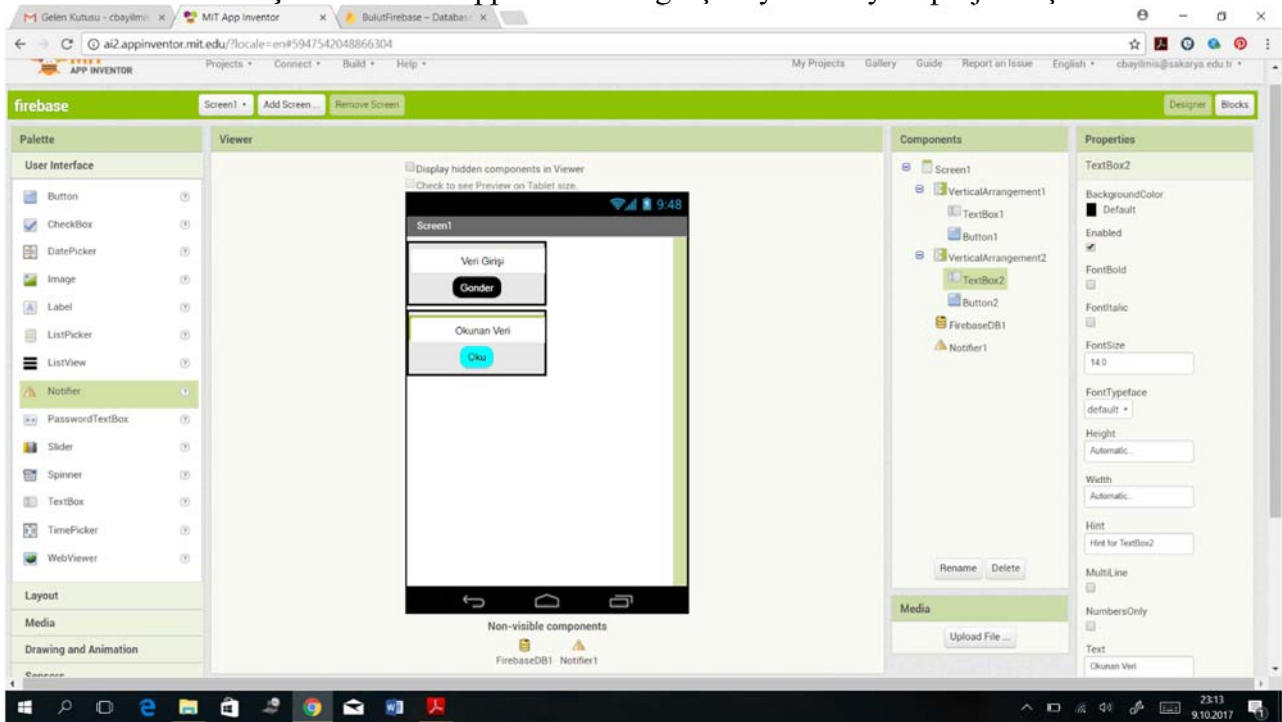 Gelen Kutusu - cbayilmis
MIT App Inventor
BulutFirebase – Databas
ai2.appinventor.mit.edu/?locale=en#5947542048866304
APP INVENTOR
Projects
Connect
Build
Help
My Projects
Gallery
Guide
Report an Issue
English
cbayilmis@sakarya.edu.tr
firebase
Screen1
Add Screen ...
Remove Screen
Designer
Blocks
Palette
User Interface
Button
CheckBox
DatePicker
Image
Label
ListPicker
ListView
Notifier
PasswordTextBox
Slider
Spinner
TextBox
TimePicker
WebViewer
Layout
Media
Drawing and Animation
Sensors
Viewer
Display hidden components in Viewer
Check to see Preview on Tablet size.
9:48
Screen1
Veri Girişi
Gonder
Okunan Veri
Oku
Non-visible components
FirebaseDB1
Notifier1
Components
Screen1
VerticalArrangement1
TextBox1
Button1
VerticalArrangement2
TextBox2
Button2
FirebaseDB1
Notifier1
Rename
Delete
Media
Upload File ...
Properties
TextBox2
BackgroundColor
Default
Enabled
FontBold
FontItalic
FontSize
14.0
FontTypeface
default
Height
Automatic...
Width
Automatic...
Hint
Hint for TextBox2
MultiLine
NumbersOnly
Text
Okunan Veri
23:13
9.10.2017